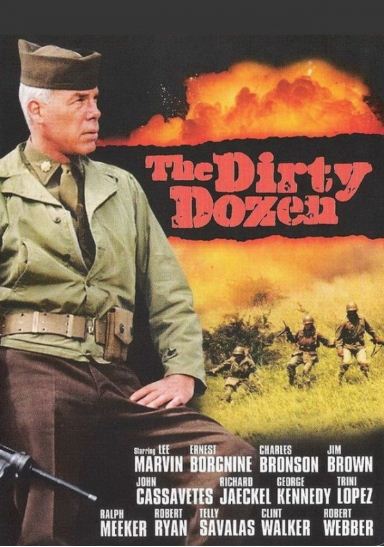 The Dirty
Dozen
Starring LEE ERNEST CHARLES JIM
MARVIN BORGNINE BRONSON BROWN
JOHN RICHARD GEORGE TRINI
CASSAVETES JAECKEL KENNEDY LOPEZ
RALPH ROBERT TELLY CLINT ROBERT
MEEKER RYAN SAVALAS WALKER WEBBER